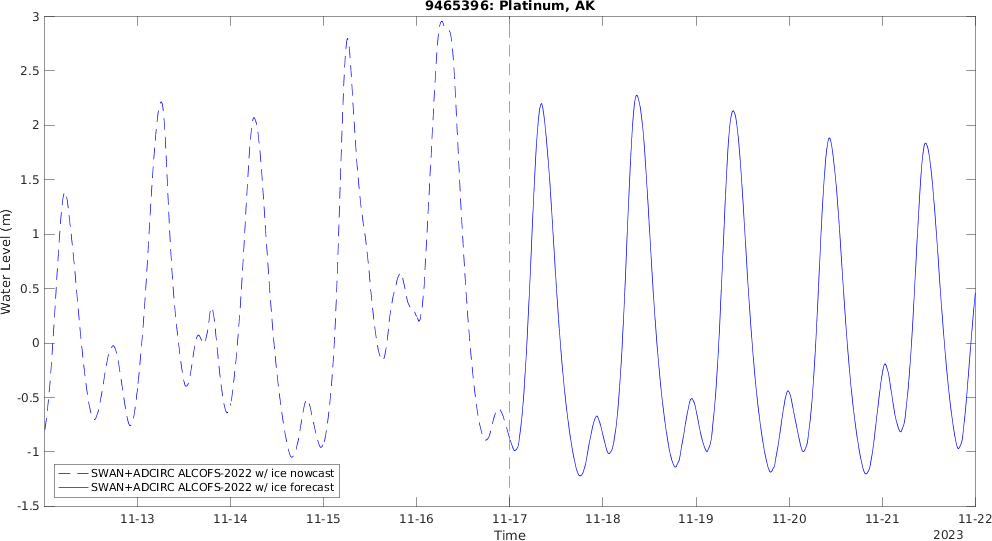 9465396: Platinum, AK
3
2.5
2
1.5
1
0.5
0
-0.5
-1
-1.5
Water Level (m)
SWAN+ADCIRC ALCOFS-2022 w/ ice nowcast
SWAN+ADCIRC ALCOFS-2022 w/ ice forecast
11-13 11-14 11-15 11-16 11-17 11-18 11-19 11-20 11-21 11-22
Time
2023